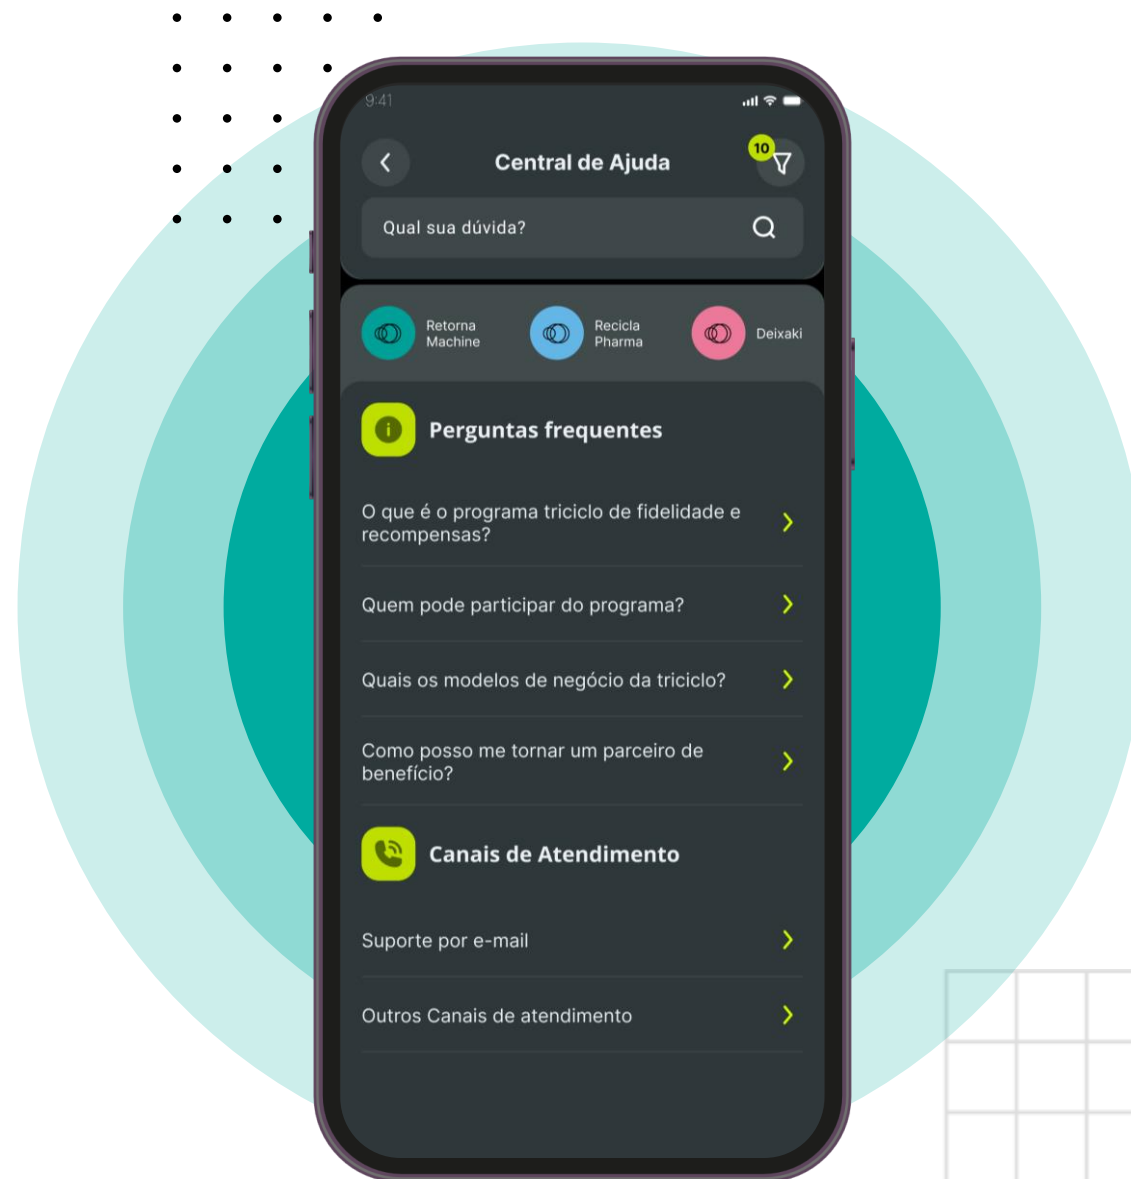 9:41
Central de Ajuda
10
Qual sua dúvida?
Retorna
Machine
Recicla
Pharma
Deixaki
Perguntas frequentes
O que é o programa triciclo de fidelidade e
recompensas?
Quem pode participar do programa?
Quais os modelos de negócio da triciclo?
Como posso me tornar um parceiro de
benefício?
Canais de Atendimento
Suporte por e-mail
Outros Canais de atendimento